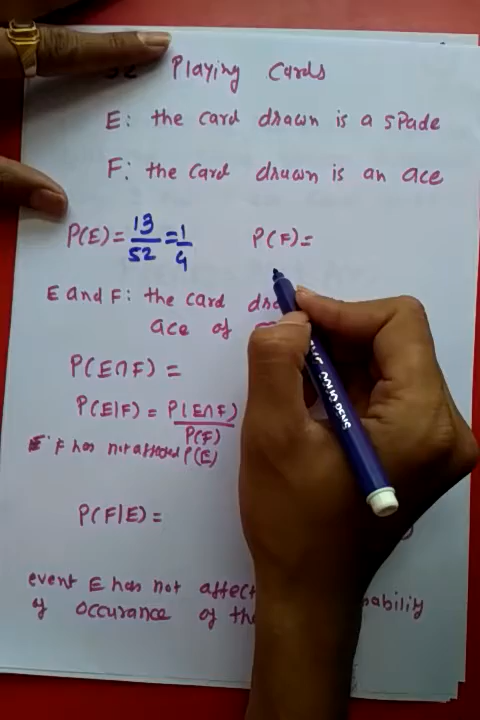 52 Playing Cards
E: the card drawn is a spade
F: the card drawn is an ace
P(E) = 13/52 = 1/4 P(F) =
E and F: the card
ace of
P(E∩F) =
P(E|F) = P(E∩F)/P(F)
F has not affected P(E)
P(F|E) =
event E has not
of occurance of